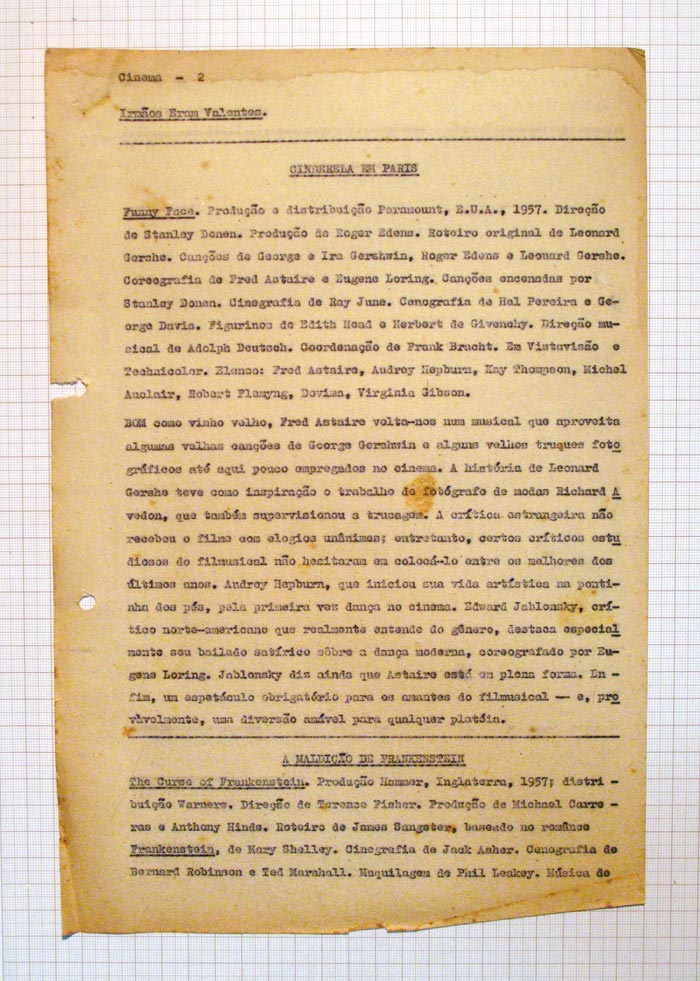 Cinema - 2
Irmãos Eram Valentes.
CINDERELA EM PARIS
Funny Face. Produção e distribuição Paramount, E.U.A., 1957. Direção
de Stanley Donen. Produção de Roger Edens. Roteiro original de Leonard
Gershe. Canções de George e Ira Gershwin, Roger Edens e Leonard Gershe.
Coreografia de Fred Astaire e Eugene Loring. Canções encenadas por
Stanley Donen. Cinegrafia de Ray June. Cenografia de Hal Pereira e Ge-
orge Davis. Figurinos de Edith Head e Herbert de Givenchy. Direção mu-
sical de Adolph Deutsch. Coordenação de Frank Bracht. Em Vistavisão e
Technicolor. Elenco: Fred Astaire, Audrey Hepburn, Kay Thompson, Michel
Auclair, Robert Flemyng, Dovima, Virginia Gibson.
BOM como vinho velho, Fred Astaire volta-nos num musical que aproveita
algumas velhas canções de George Gershwin e alguns velhos truques foto
gráficos até aqui pouco empregados no cinema. A história de Leonard
Gershe teve como inspiração o trabalho do fotógrafo de modas Richard A
vedon, que também supervisionou a trucagem. A crítica estrangeira não
recebeu o filme com elogios unânimes; entretanto, certos críticos estu
diosos do filmusical não hesitaram em colocá-lo entre os melhores dos
últimos anos. Audrey Hepburn, que iniciou sua vida artística na ponti-
nha dos pés, pela primeira vez dança no cinema. Edward Jablonsky, crí-
tico norte-americano que realmente entende do gênero, destaca especial
mente seu bailado satírico sôbre a dança moderna, coreografado por Eu-
gene Loring. Jablonsky diz ainda que Astaire está em plena forma. En -
fim, um espetáculo obrigatório para os amantes do filmusical — e, pro
vàvelmente, uma diversão amável para qualquer platéia.
A MALDIÇÃO DE FRANKENSTEIN
The Curse of Frankenstein. Produção Hammer, Inglaterra, 1957; distri -
buição Warners. Direção de Terence Fisher. Produção de Michael Carre -
ras e Anthony Hinds. Roteiro de James Sangster, baseado no românce
Frankenstein, de Mary Shelley. Cinegrafia de Jack Asher. Cenografia de
Bernard Robinson e Ted Marshall. Maquilagem de Phil Leakey. Música de